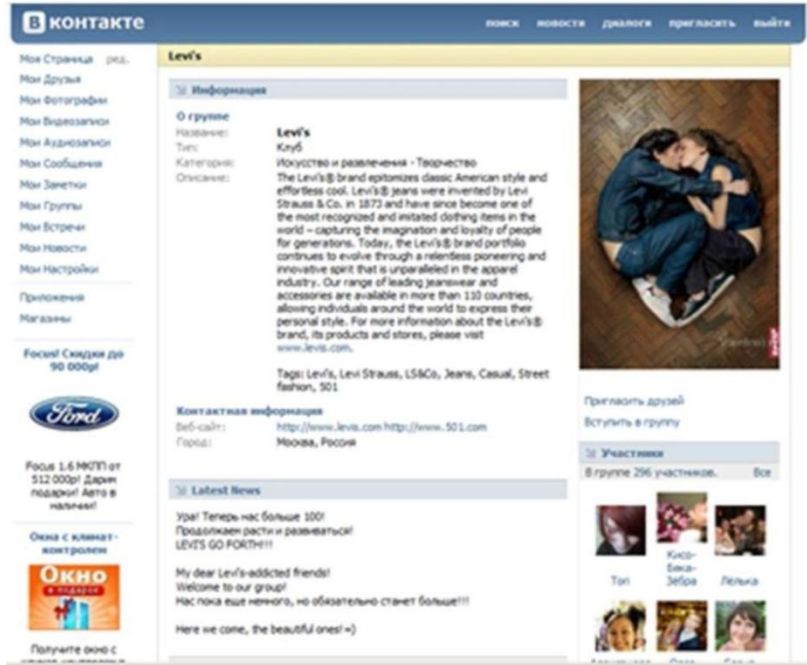 В контакте
поиск новости диалоги пригласить выйти
Моя Страница ред.
Мои Друзья
Мои Фотографии
Мои Видеозаписи
Мои Аудиозаписи
Мои Сообщения
Мои Заметки
Мои Группы
Мои Встречи
Мои Новости
Мои Настройки
Приложения
Магазины
Focus! Скидки до
90 000р!
Ford
Focus 1.6 МКПП от
512 000р! Дарим
подарки! Авто в
наличии!
Окна с климат-
контролем
Окно
в подарок
Получите окно с
Levi's
Информация
О группе
Название: Levi's
Тип: Клуб
Категория: Искусство и развлечения - Творчество
Описание: The Levi's® brand epitomizes classic American style and
effortless cool. Levi's® jeans were invented by Levi
Strauss & Co. in 1873 and have since become one of
the most recognized and imitated clothing items in the
world – capturing the imagination and loyalty of people
for generations. Today, the Levi's® brand portfolio
continues to evolve through a relentless pioneering and
innovative spirit that is unparalleled in the apparel
industry. Our range of leading jeanswear and
accessories are available in more than 110 countries,
allowing individuals around the world to express their
personal style. For more information about the Levi's®
brand, its products and stores, please visit
www.levis.com.
Tags: Levi's, Levi Strauss, LS&Co, Jeans, Casual, Street
fashion, 501
Контактная информация
Веб-сайт: http://www.levis.com http://www.501.com
Город: Москва, Россия
Latest News
Ура! Теперь нас больше 100!
Продолжаем расти и развиваться!
LEVI'S GO FORTH!!!
My dear Levi's-addicted friends!
Welcome to our group!
Нас пока еще немного, но обязательно станет больше!!!
Here we come, the beautiful ones! =)
Пригласить друзей
Вступить в группу
Участники
В группе 296 участников. Все
Топ
Кисо-
Бяка-
Зебра
Лелька